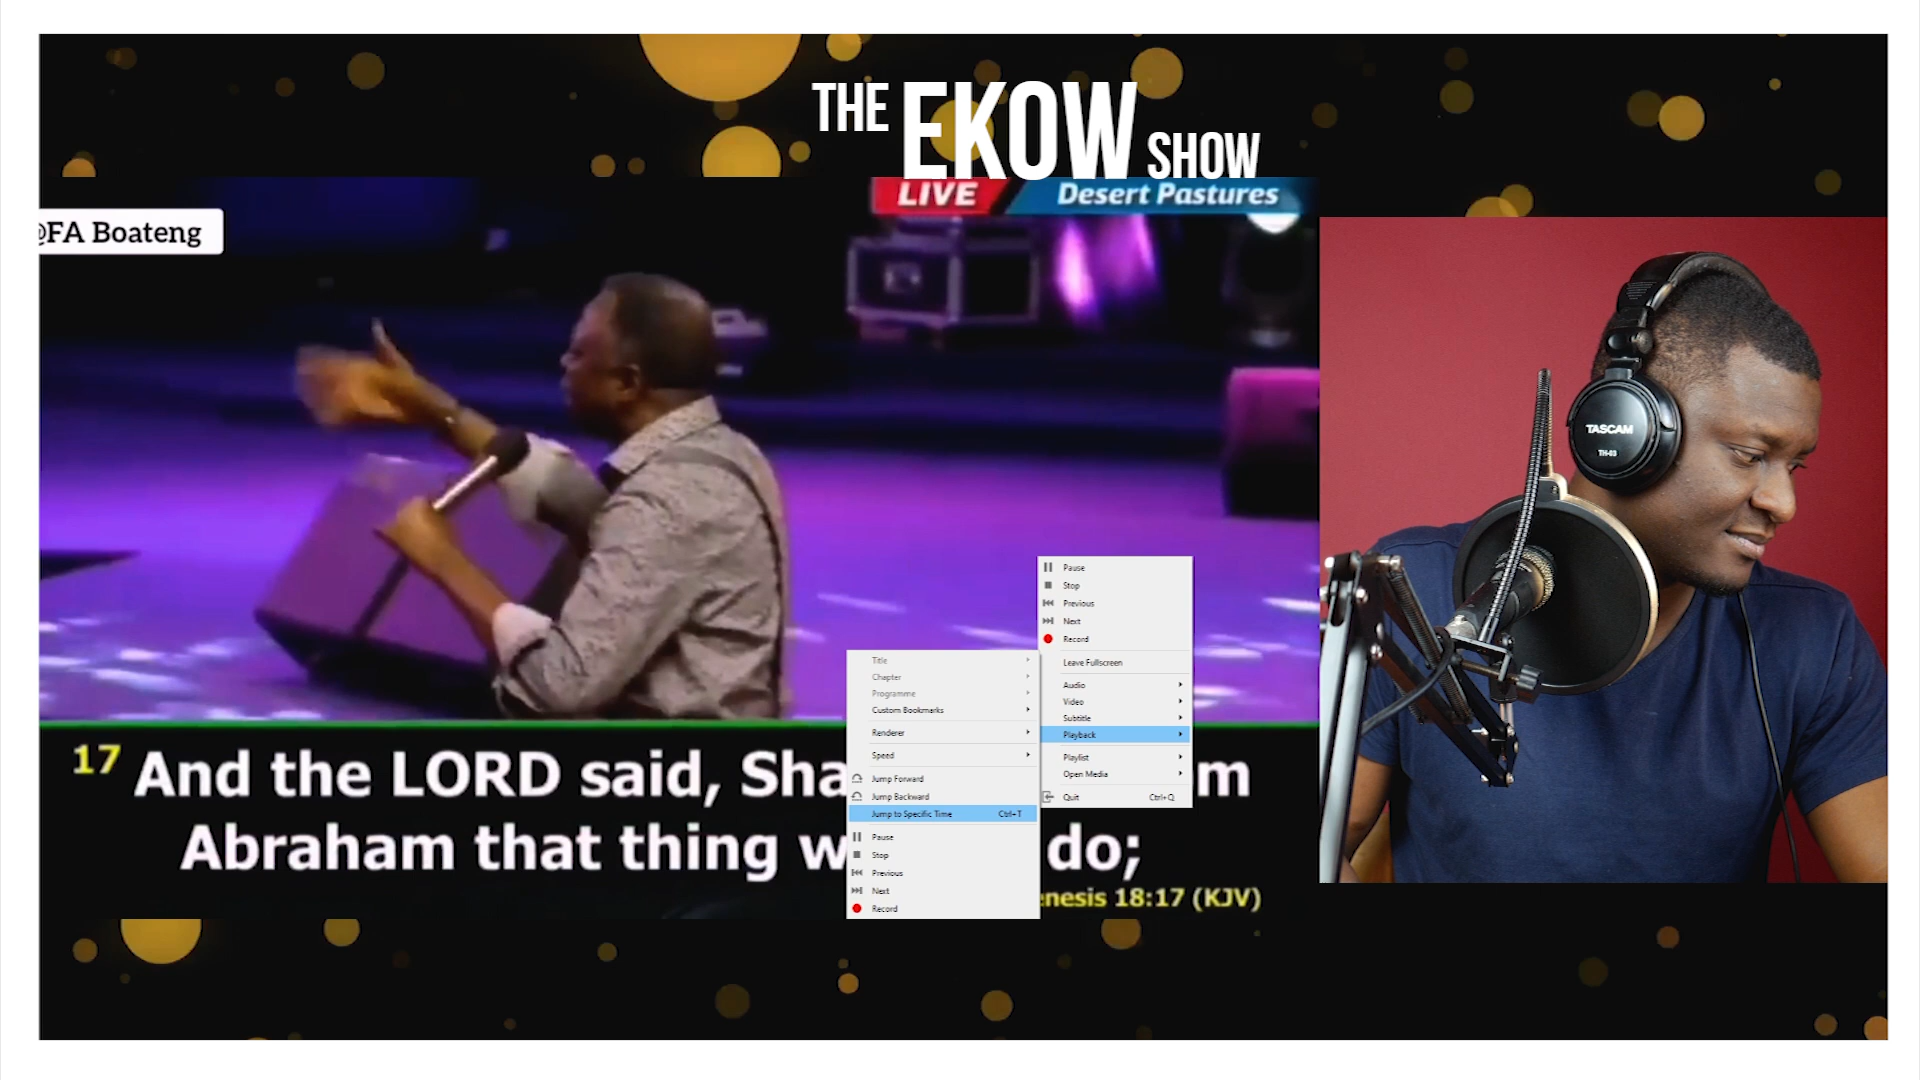 THE EKOW SHOW
LIVE Desert Pastures
@FA Boateng
TASCAM
TH-03
Pause
Stop
Previous
Next
Record
Leave Fullscreen
Audio
Video
Subtitle
Playback
Playlist
Open Media
Quit Ctrl+Q
Title
Chapter
Programme
Custom Bookmarks
Renderer
Speed
Jump Forward
Jump Backward
Jump to Specific Time Ctrl+T
Pause
Stop
Previous
Next
Record
17 And the LORD said, Sha m
Abraham that thing w do;
enesis 18:17 (KJV)